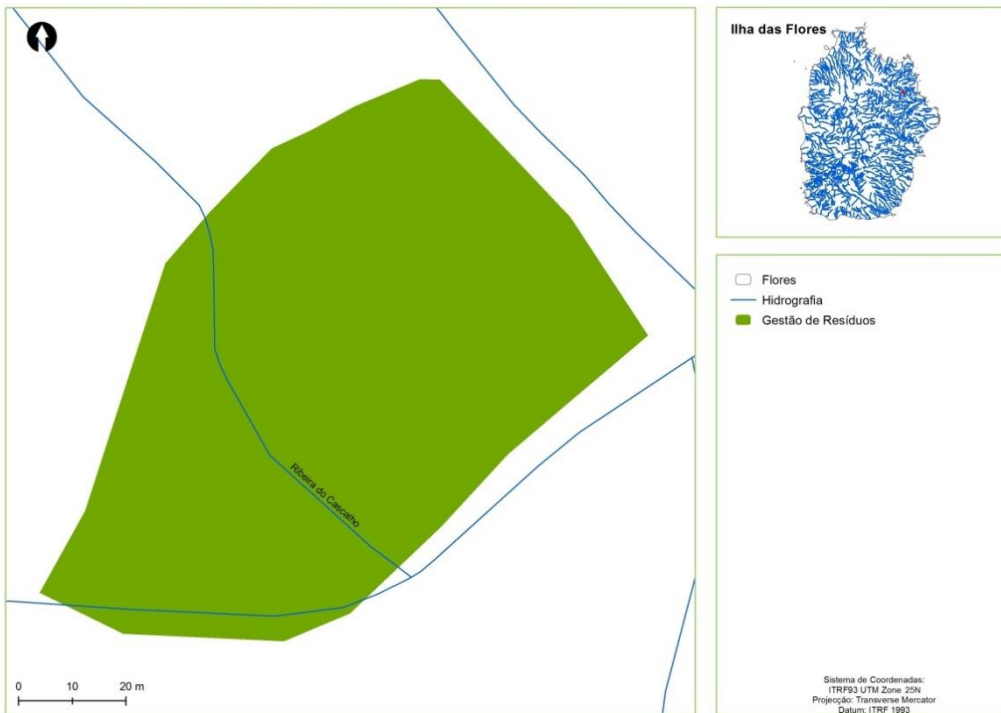 Ilha das Flores
Flores
Hidrografia
Gestão de Resíduos
Ribeira do Cascalho
0 10 20 m
Sistema de Coordenadas:
ITRF93 UTM Zone 25N
Projecção: Transverse Mercator
Datum: ITRF 1993